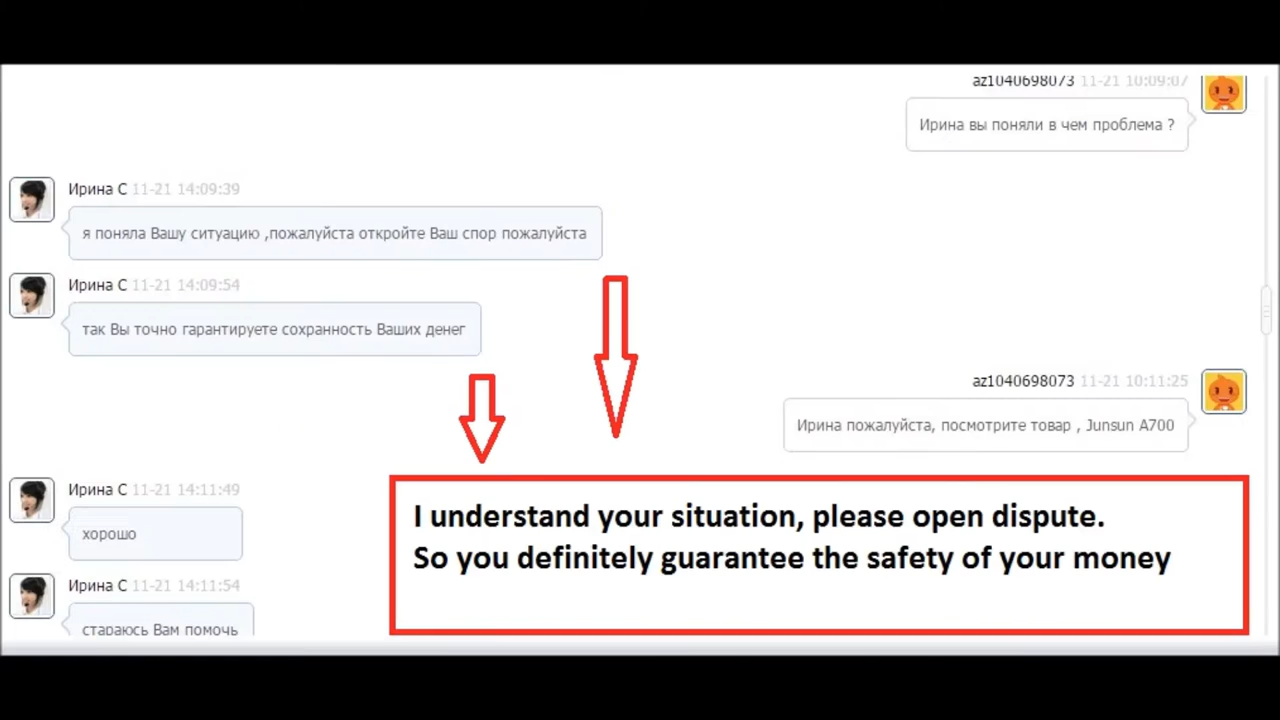 az1040698073 11-21 10:09:07
Ирина вы поняли в чем проблема ?
Ирина С 11-21 14:09:39
я поняла Вашу ситуацию ,пожалуйста откройте Ваш спор пожалуйста
Ирина С 11-21 14:09:54
так Вы точно гарантируете сохранность Ваших денег
az1040698073 11-21 10:11:25
Ирина пожалуйста, посмотрите товар , Junsun A700
Ирина С 11-21 14:11:49
хорошо
Ирина С 11-21 14:11:54
стараюсь Вам помочь
I understand your situation, please open dispute.
So you definitely guarantee the safety of your money